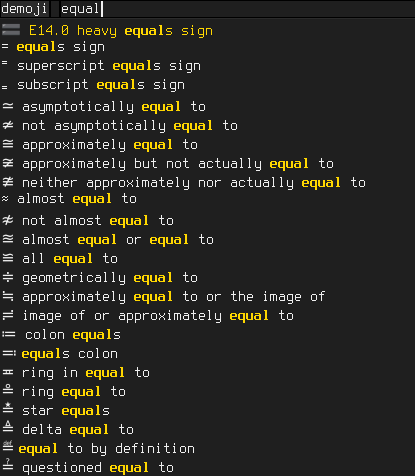 demoji equal
🟰 E14.0 heavy equals sign
= equals sign
⁼ superscript equals sign
₌ subscript equals sign
≃ asymptotically equal to
≄ not asymptotically equal to
≅ approximately equal to
≆ approximately but not actually equal to
≇ neither approximately nor actually equal to
≈ almost equal to
≉ not almost equal to
≊ almost equal or equal to
≌ all equal to
≑ geometrically equal to
≒ approximately equal to or the image of
≓ image of or approximately equal to
≔ colon equals
≕ equals colon
≖ ring in equal to
≗ ring equal to
≛ star equals
≜ delta equal to
≝ equal to by definition
≟ questioned equal to